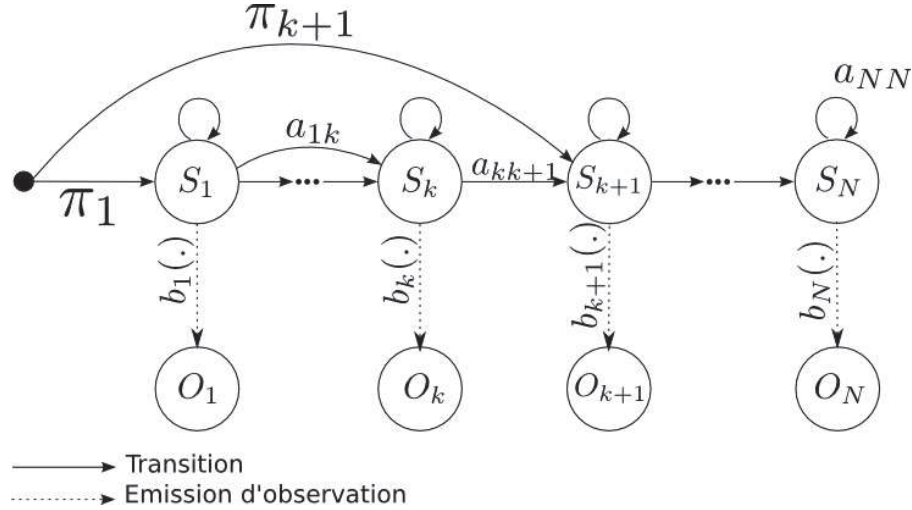 π_{k+1}
a_{NN}
a_{1k}
S_1 ... S_k a_{kk+1} S_{k+1} ... S_N
π_1
b_1(.) b_k(.) b_{k+1}(.) b_N(.)
O_1 O_k O_{k+1} O_N
Transition
Emission d'observation